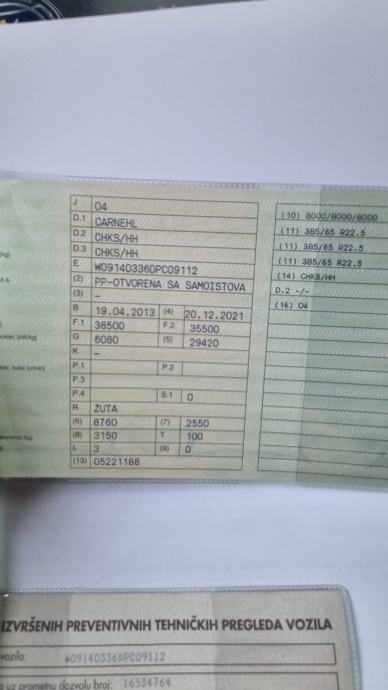 J 04
D.1 CARNEHL
D.2 CHKS/HH
D.3 CHKS/HH
E W09140336DPC09112
(2) PP-OTVORENA SA SAMOISTOVA
(3) -
B 19.04.2013 (4) 20.12.2021
F.1 38500 F.2 35500
G 6080 (5) 29420
K -
P.1 P.2
P.3
P.4 S.1 0
R ŽUTA
(6) 8760 (7) 2550
(8) 3150 T 100
L 3 (9) 0
(13) 05221188
(10) 8000/8000/8000
(11) 385/65 R22.5
(11) 385/65 R22.5
(11) 385/65 R22.5
(14) CHKS/HH
D.2 -/-
(16) 04
IZVRŠENIH PREVENTIVNIH TEHNIČKIH PREGLEDA VOZILA
vozila: W09140336DPC09112
uz prometnu dozvolu broj: 16534764